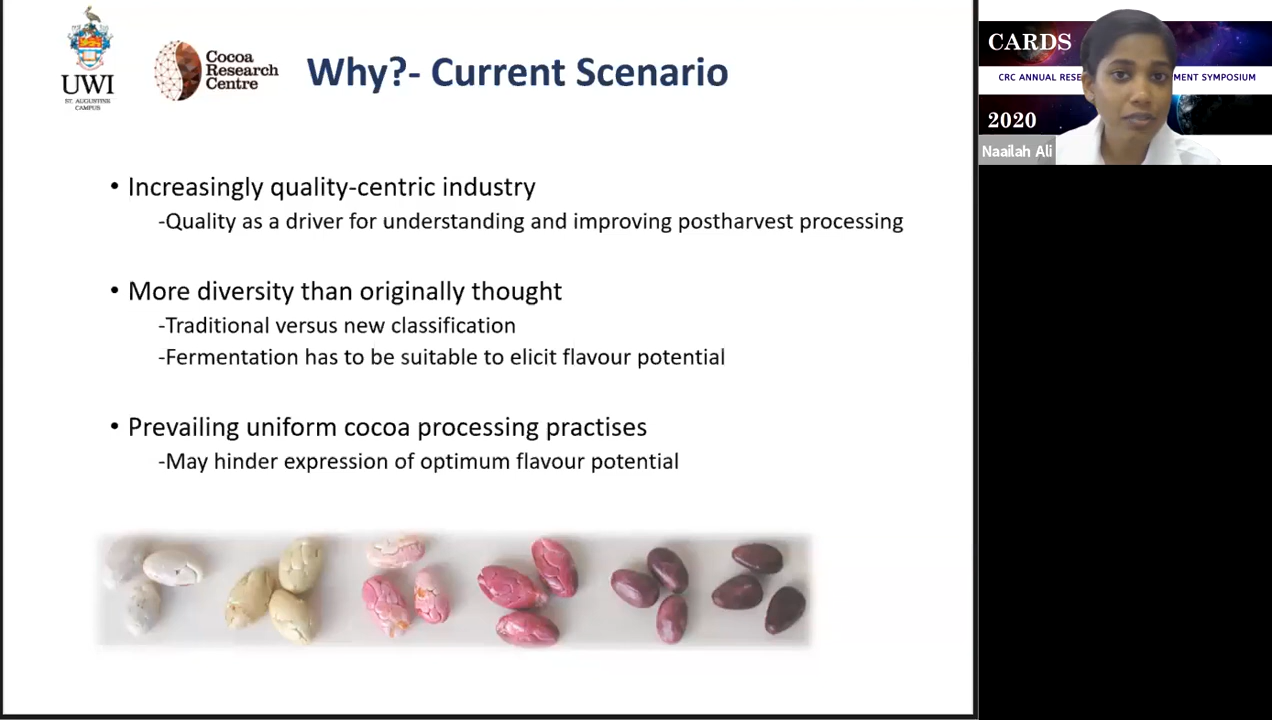 UWI
ST. AUGUSTINE
CAMPUS
Cocoa
Research
Centre
Why?- Current Scenario
• Increasingly quality-centric industry
-Quality as a driver for understanding and improving postharvest processing
• More diversity than originally thought
-Traditional versus new classification
-Fermentation has to be suitable to elicit flavour potential
• Prevailing uniform cocoa processing practises
-May hinder expression of optimum flavour potential
CARDS
CRC ANNUAL RESE MENT SYMPOSIUM
2020
Naailah Ali